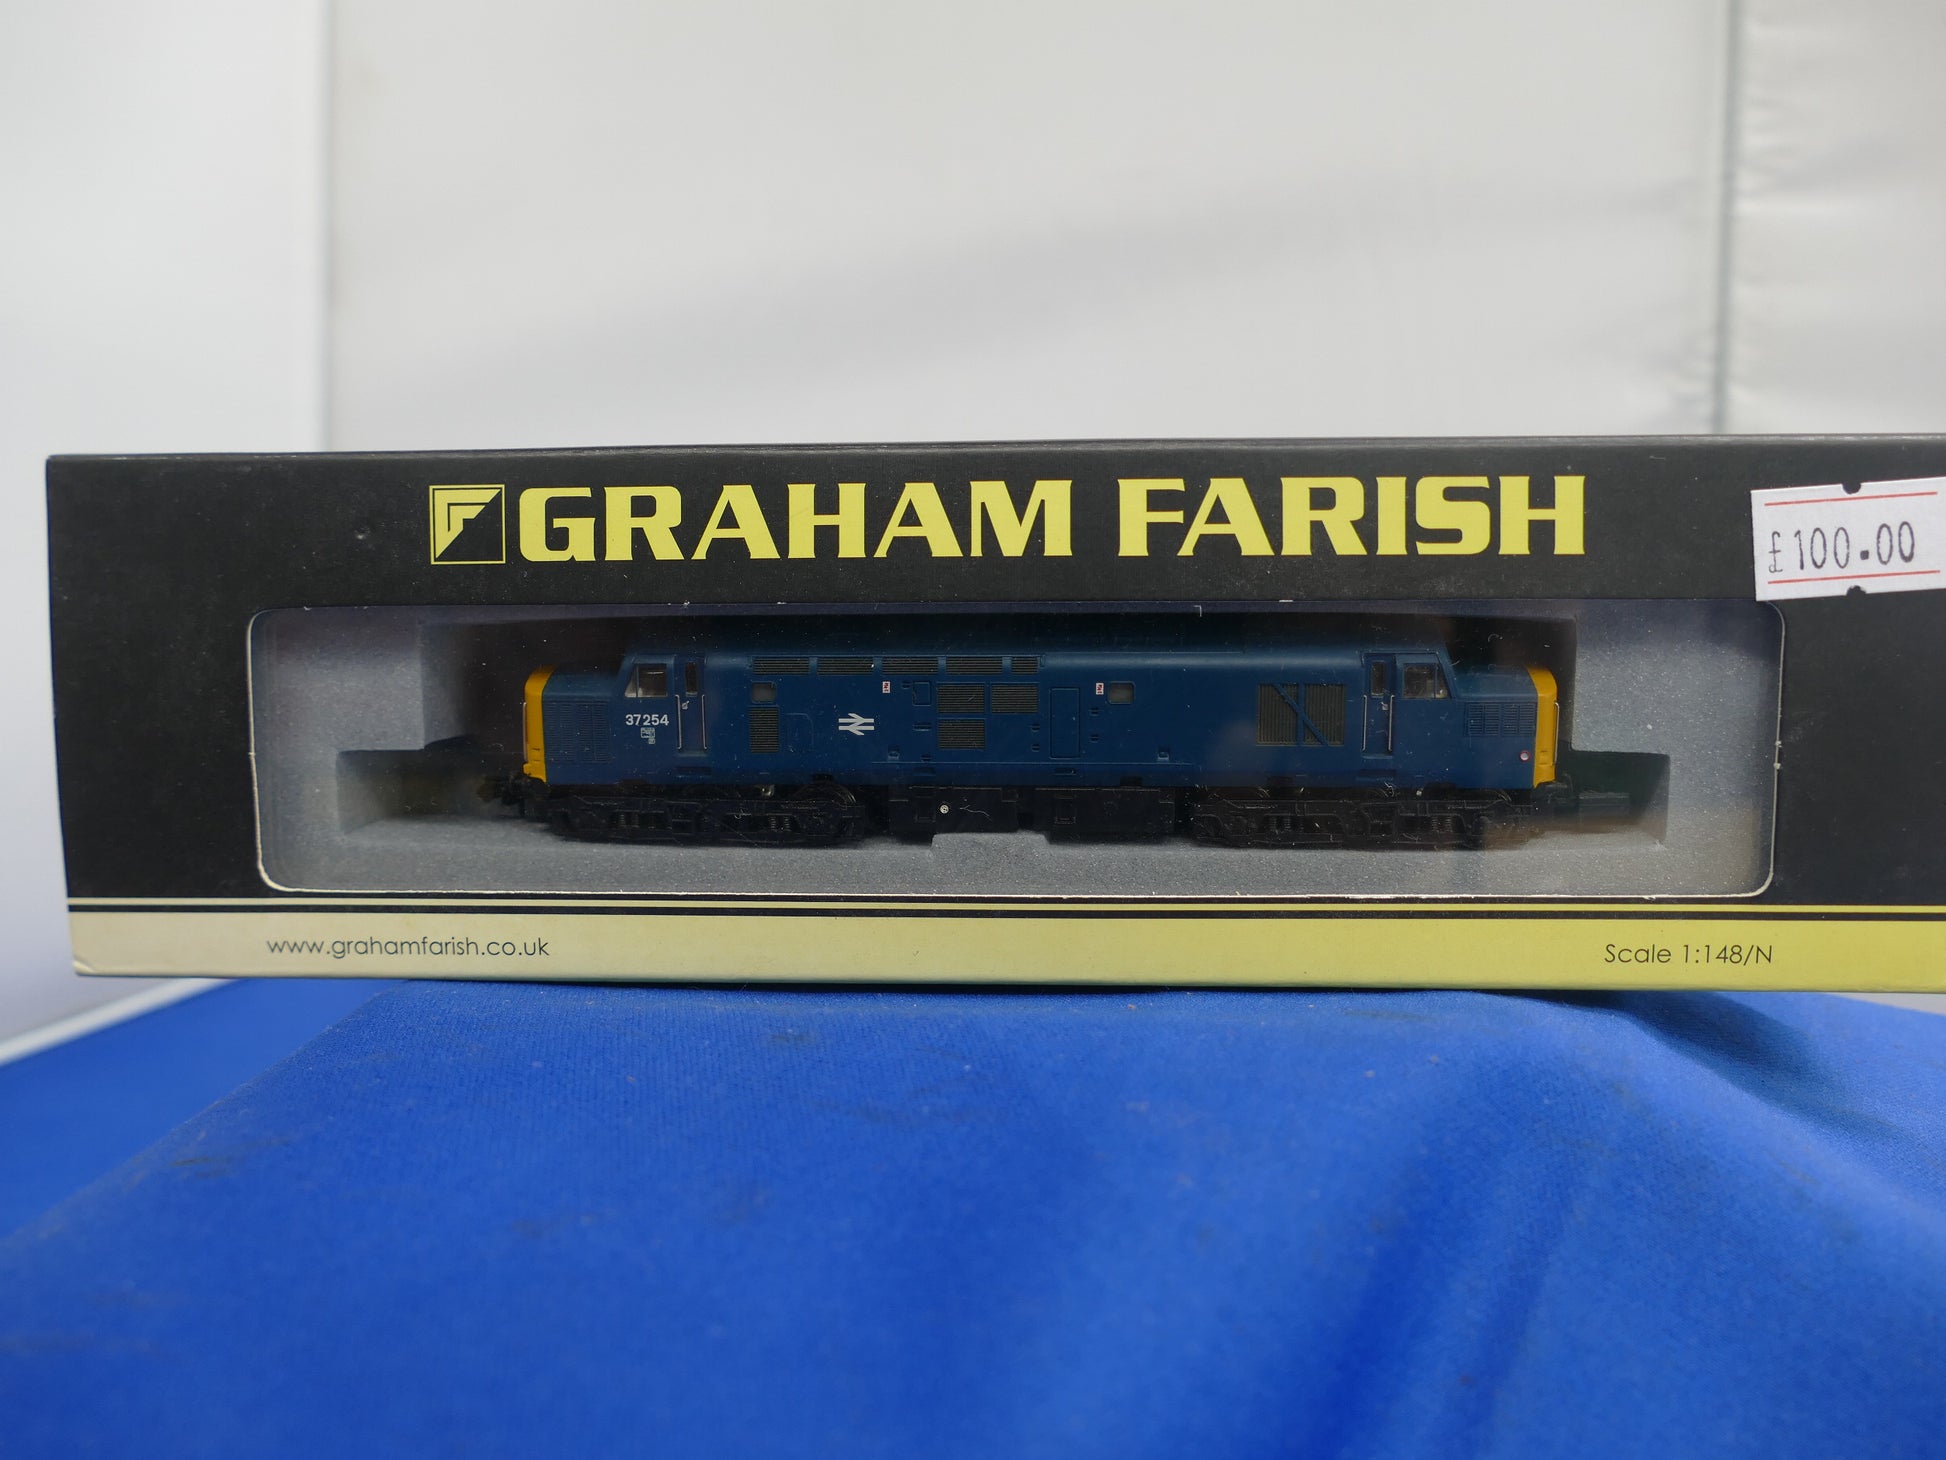 GRAHAM FARISH
£100.00
37254
www.grahamfarish.co.uk
Scale 1:148/N